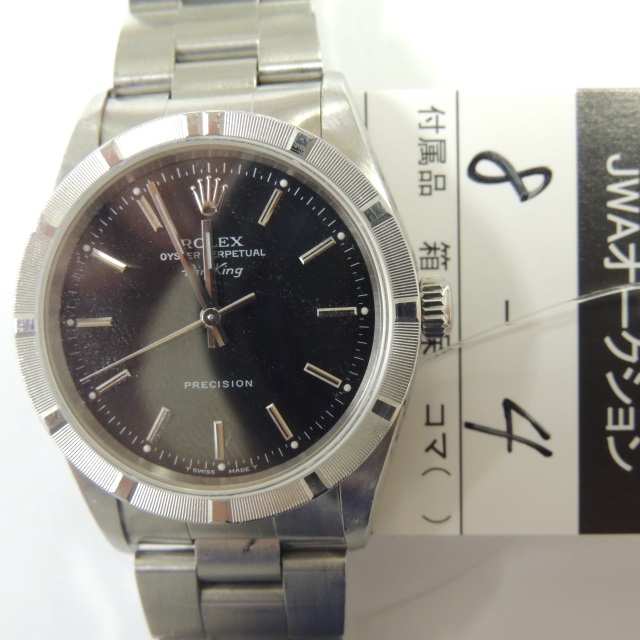 ROLEX
OYSTER PERPETUAL
Air-King
PRECISION
T SWISS MADE T
8 - 4
付属品 箱 保 コマ( )
JWAオークション